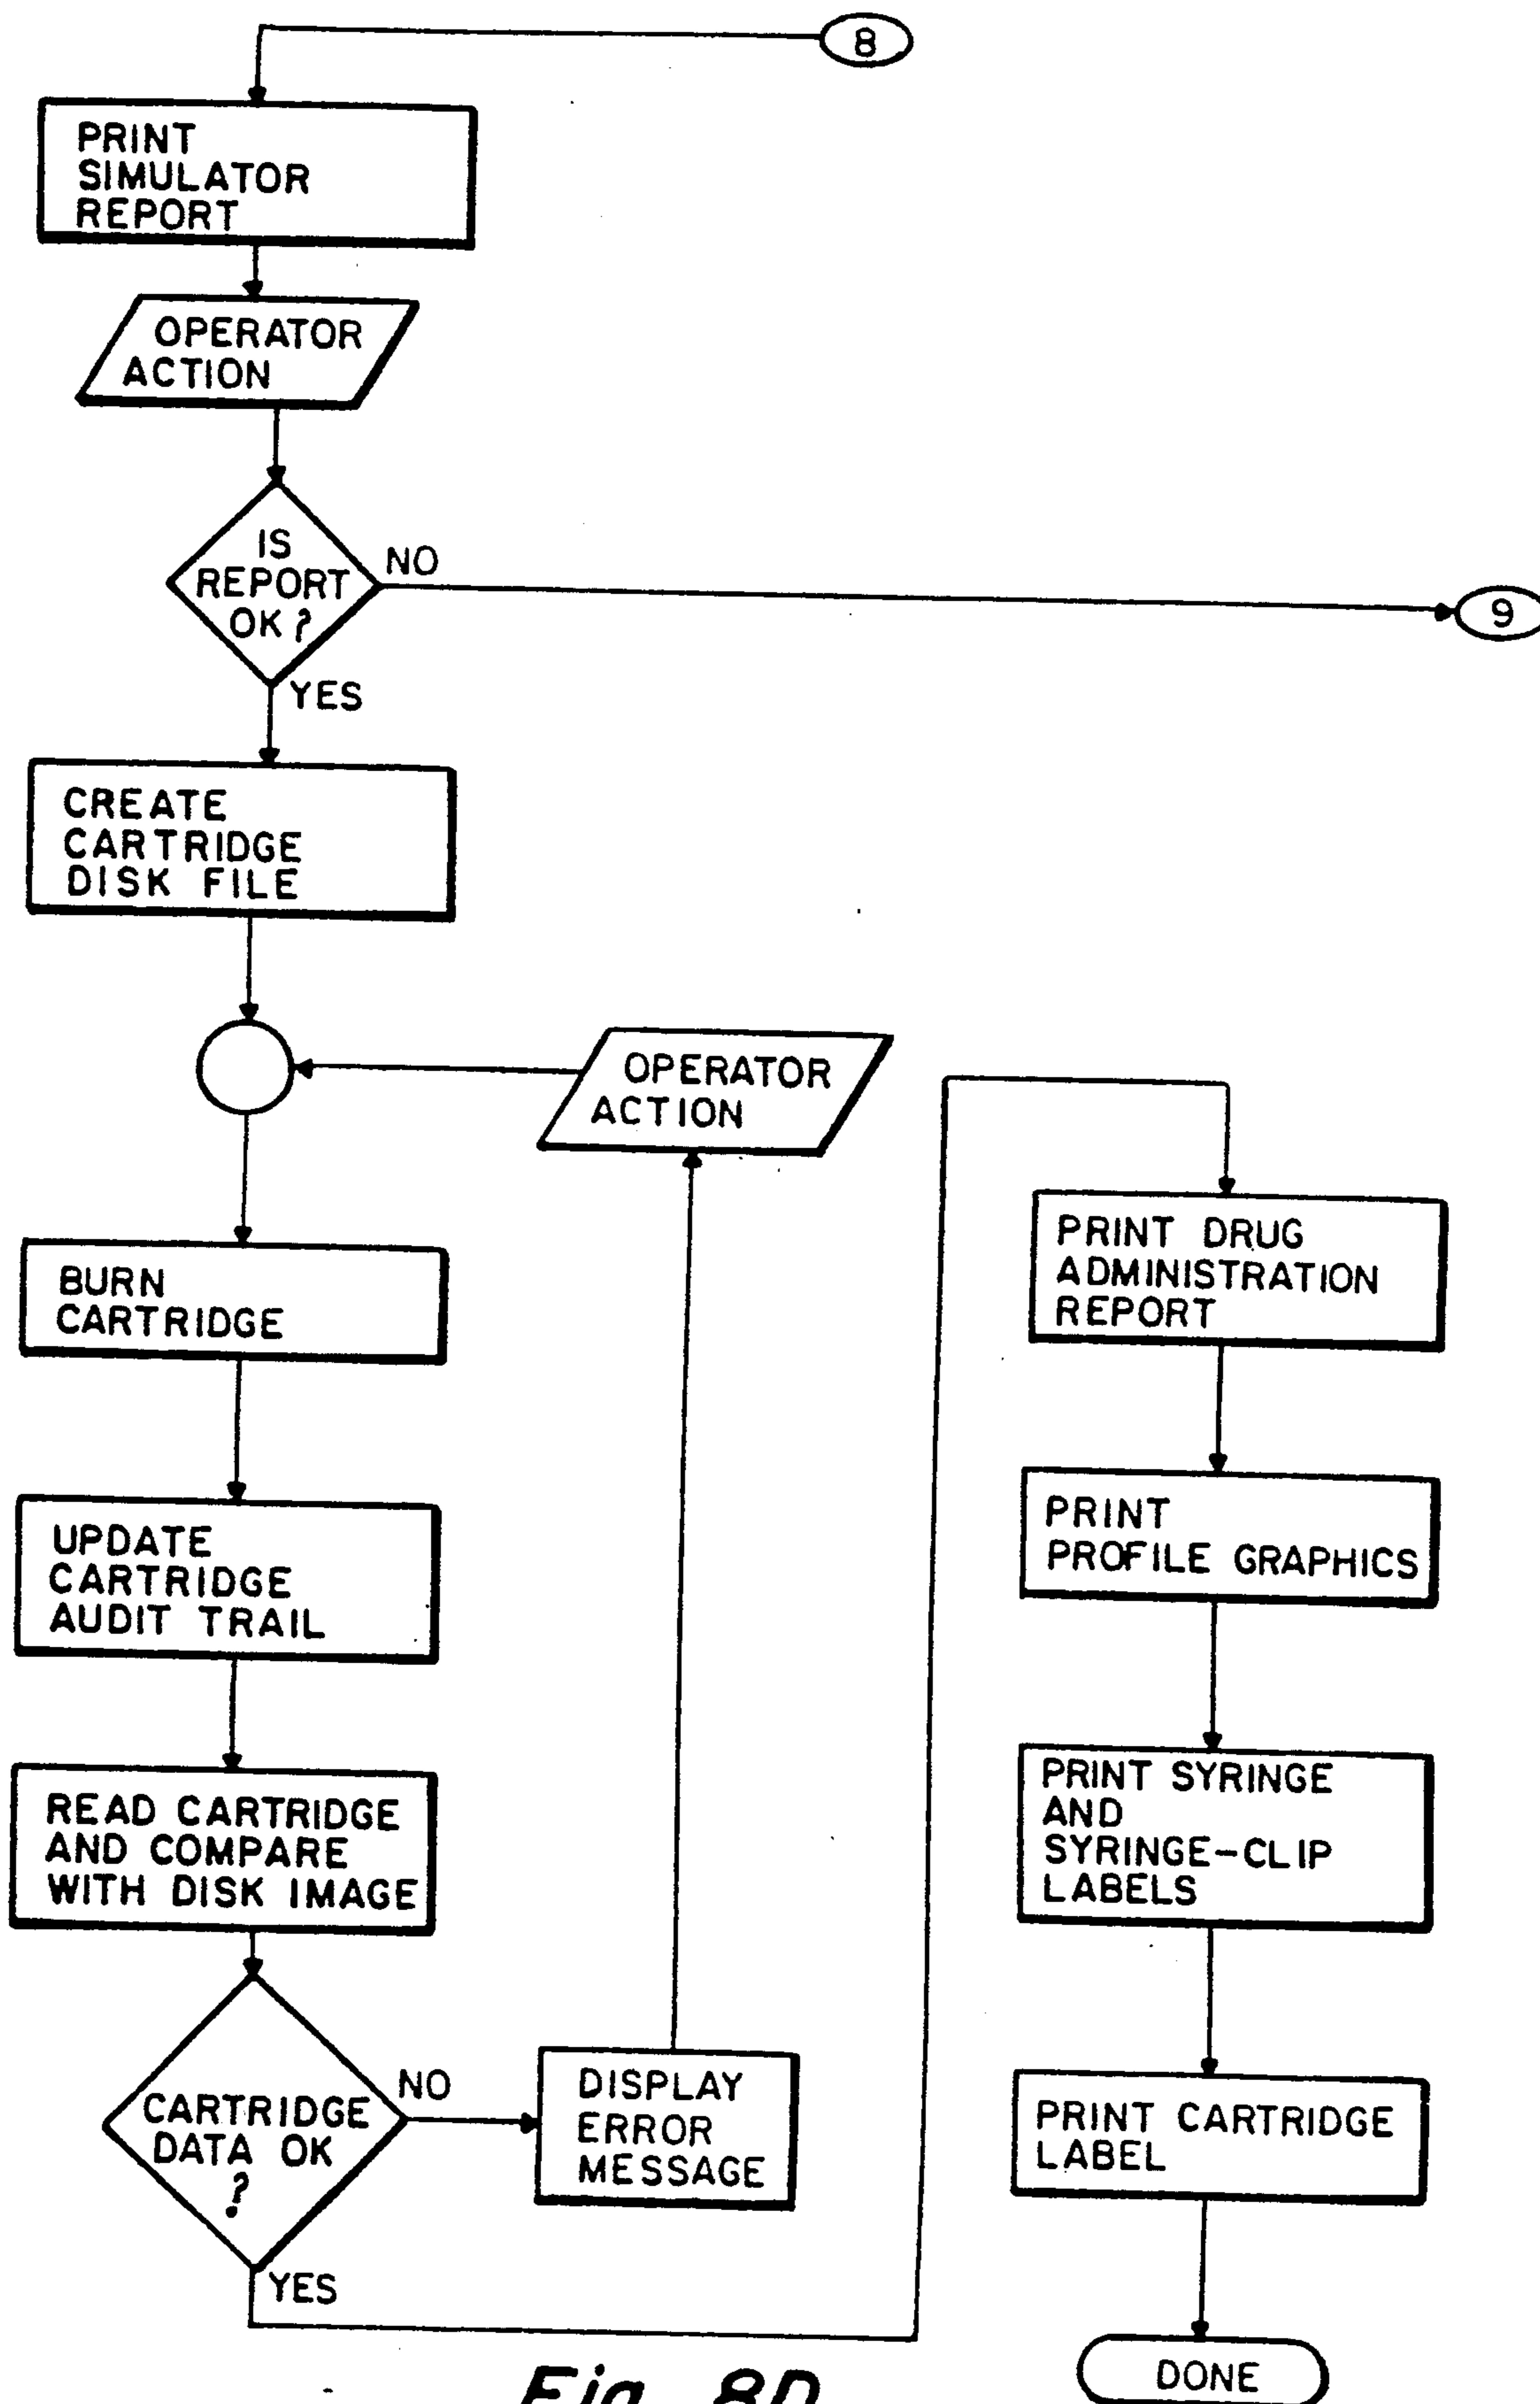 8
PRINT
SIMULATOR
REPORT
OPERATOR
ACTION
IS
REPORT
OK?
NO
9
YES
CREATE
CARTRIDGE
DISK FILE
OPERATOR
ACTION
BURN
CARTRIDGE
UPDATE
CARTRIDGE
AUDIT TRAIL
READ CARTRIDGE
AND COMPARE
WITH DISK IMAGE
CARTRIDGE
DATA OK
?
NO
DISPLAY
ERROR
MESSAGE
YES
PRINT DRUG
ADMINISTRATION
REPORT
PRINT
PROFILE GRAPHICS
PRINT SYRINGE
AND
SYRINGE-CLIP
LABELS
PRINT CARTRIDGE
LABEL
DONE
Fig. 8D